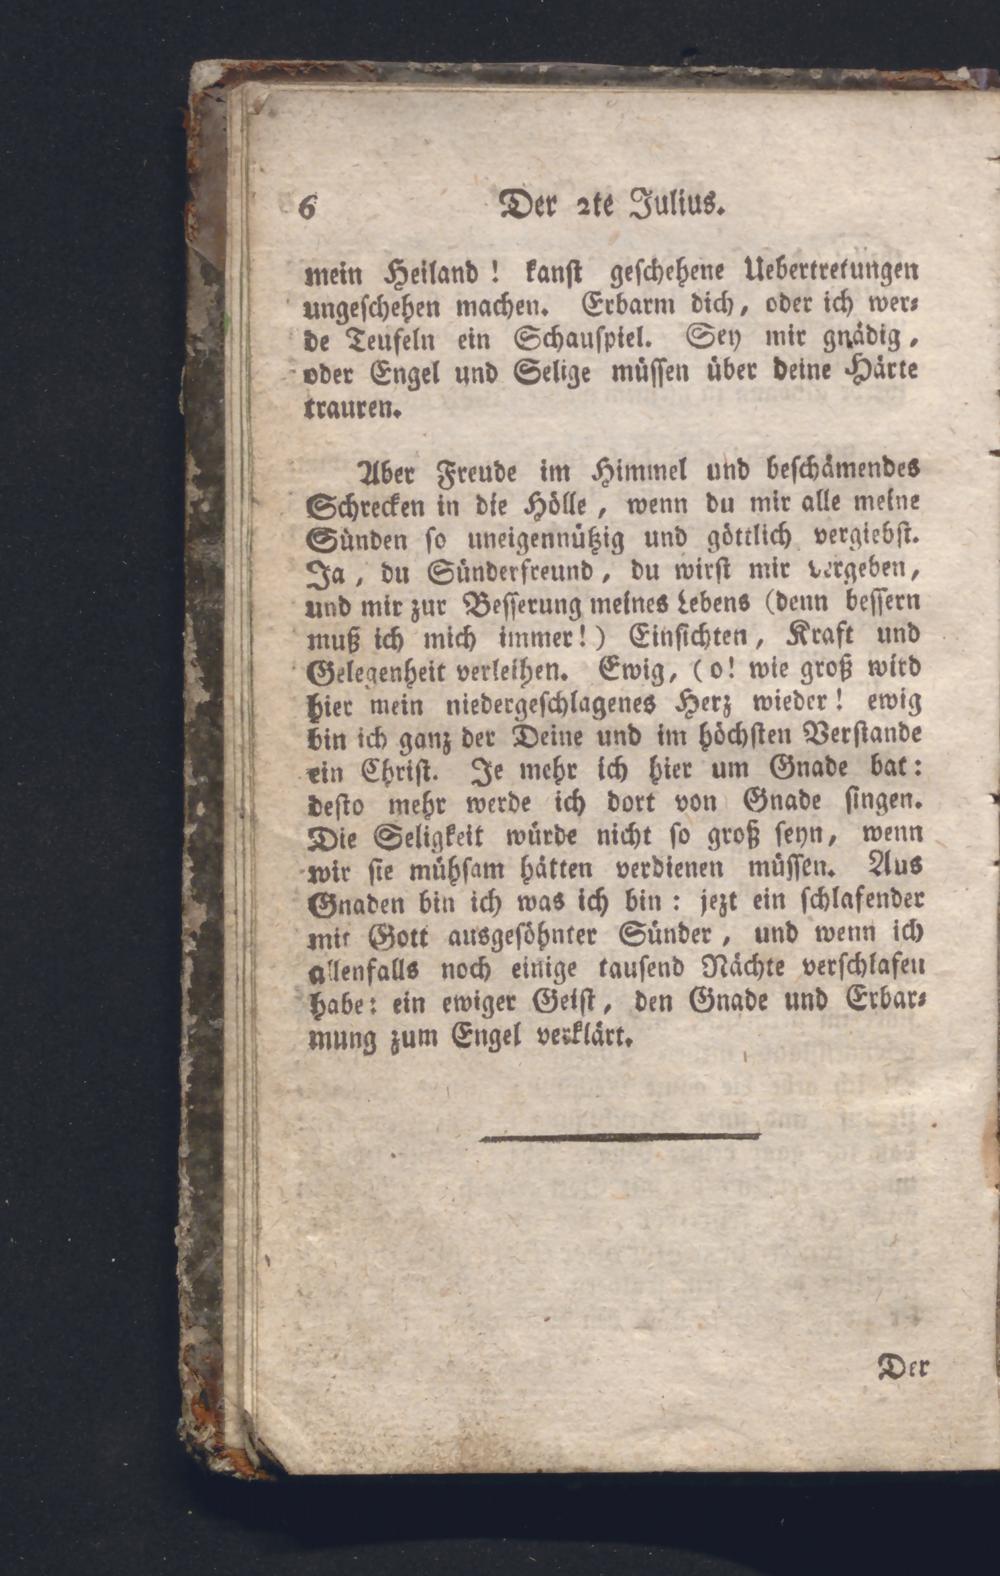 6 Der 2te Julius.
mein Heiland! kanst geschehene Uebertretungen
ungeschehen machen. Erbarm dich, oder ich wer-
de Teufeln ein Schauspiel. Sey mir gnädig,
oder Engel und Selige müssen über deine Härte
trauren.
Aber Freude im Himmel und beschämendes
Schrecken in die Hölle, wenn du mir alle meine
Sünden so uneigennützig und göttlich vergiebst.
Ja, du Sünderfreund, du wirst mir vergeben,
und mir zur Besserung meines Lebens (denn bessern
muß ich mich immer!) Einsichten, Kraft und
Gelegenheit verleihen. Ewig, (o! wie groß wird
hier mein niedergeschlagenes Herz wieder! ewig
bin ich ganz der Deine und im höchsten Verstande
ein Christ. Je mehr ich hier um Gnade bat:
desto mehr werde ich dort von Gnade singen.
Die Seligkeit würde nicht so groß seyn, wenn
wir sie mühsam hätten verdienen müssen. Aus
Gnaden bin ich was ich bin: jezt ein schlafender
mit Gott ausgesöhnter Sünder, und wenn ich
allenfalls noch einige tausend Nächte verschlafen
habe: ein ewiger Geist, den Gnade und Erbar-
mung zum Engel verklärt.
Der